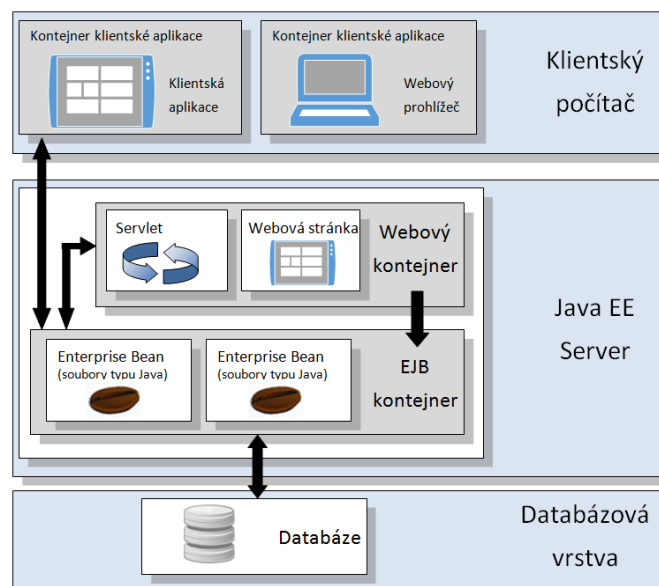 Kontejner klientské aplikace
Klientská
aplikace
Kontejner klientské aplikace
Webový
prohlížeč
Klientský
počítač
Servlet
Webová stránka
Webový
kontejner
Java EE
Server
Enterprise Bean
(soubory typu Java)
Enterprise Bean
(soubory typu Java)
EJB
kontejner
Databáze
Databázová
vrstva